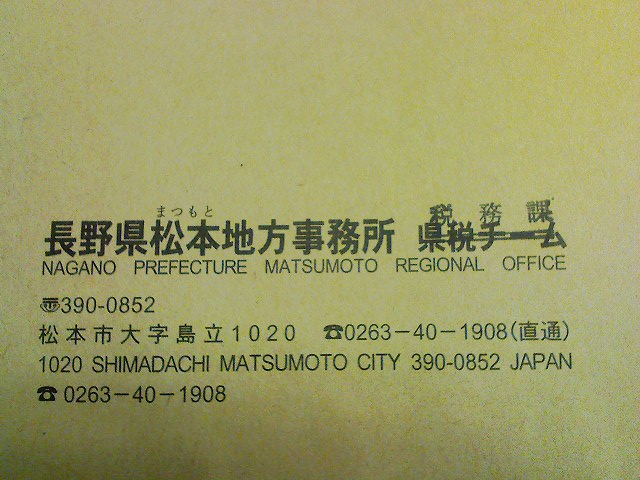 まつもと 税務課
長野県松本地方事務所 県税チーム
NAGANO PREFECTURE MATSUMOTO REGIONAL OFFICE
〠390-0852
松本市大字島立1020 ☎0263-40-1908(直通)
1020 SHIMADACHI MATSUMOTO CITY 390-0852 JAPAN
☎ 0263-40-1908